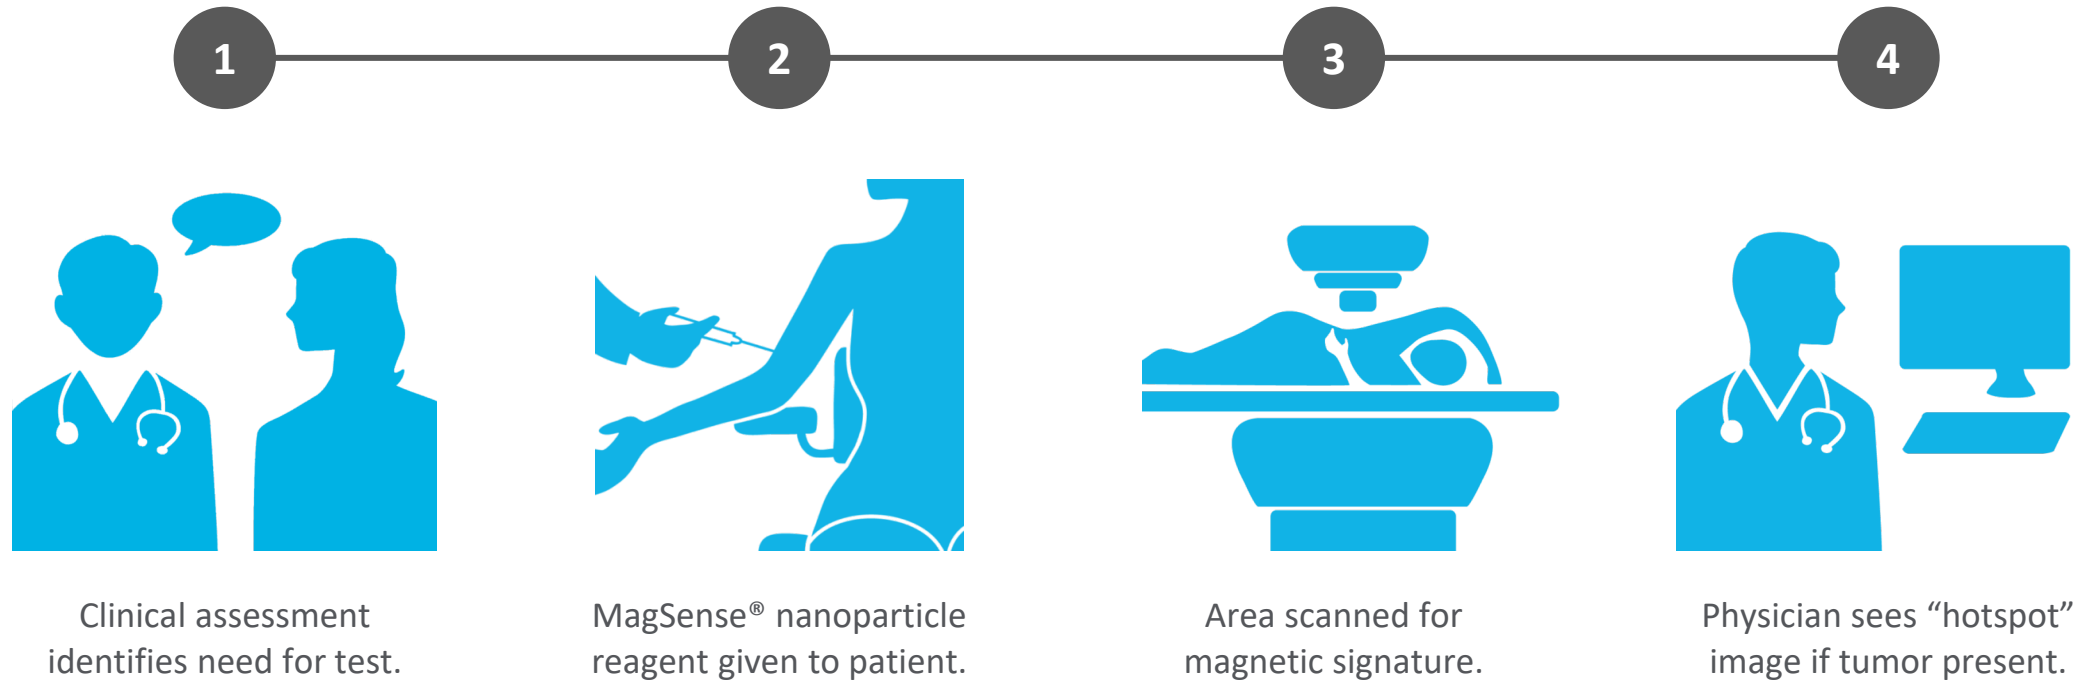 1
2
3
4
Clinical assessment
identifies need for test.
MagSense® nanoparticle
reagent given to patient.
Area scanned for
magnetic signature.
Physician sees “hotspot”
image if tumor present.